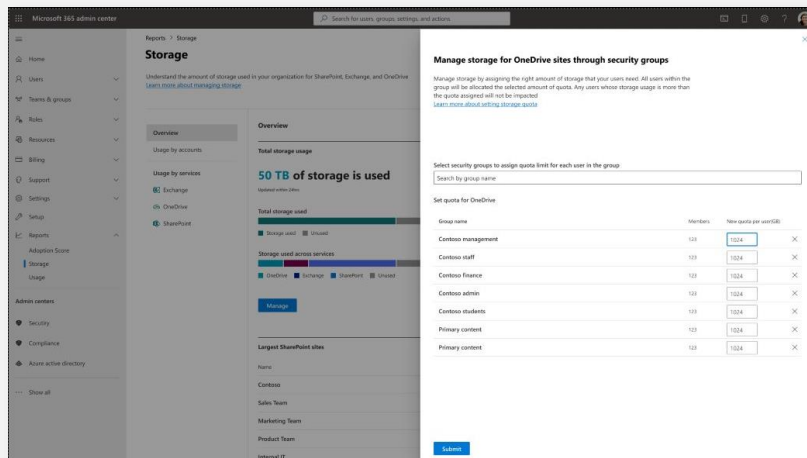 Microsoft 365 admin center
Search for users, groups, settings, and actions
Home
Users
Teams & groups
Roles
Resources
Billing
Support
Settings
Setup
Reports
Adoption Score
Storage
Usage
Admin centers
Security
Compliance
Azure active directory
Show all
Reports > Storage
Storage
Understand the amount of storage used in your organization for SharePoint, Exchange, and OneDrive
Learn more about managing storage
Overview
Usage by accounts
Usage by services
Exchange
OneDrive
SharePoint
Overview
Total storage usage
50 TB of storage is used
Updated within 24hrs
Total storage used
Storage used Unused
Storage used across services
OneDrive Exchange SharePoint Unused
Manage
Largest SharePoint sites
Name
Contoso
Sales Team
Marketing Team
Product Team
Internal IT
Manage storage for OneDrive sites through security groups
Manage storage by assigning the right amount of storage that your users need. All users within the
group will be allocated the selected amount of quota. Any users whose storage usage is more than
the quota assigned will not be impacted
Learn more about setting storage quota
Select security groups to assign quota limit for each user in the group
Search by group name
Set quota for OneDrive
Group name Members New quota per user(GB)
Contoso management 123 1024
Contoso staff 123 1024
Contoso finance 123 1024
Contoso admin 123 1024
Contoso students 123 1024
Primary content 123 1024
Primary content 123 1024
Submit